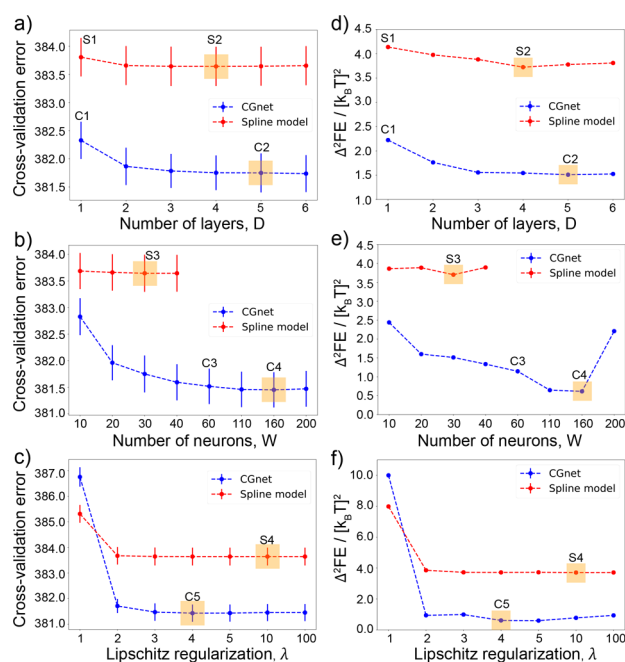 a)
Cross-validation error
384.0
383.5
383.0
382.5
382.0
381.5
S1
S2
C1
C2
CGnet
Spline model
1 2 3 4 5 6
Number of layers, D
d)
Δ²FE / [k_BT]²
4.5
4.0
3.5
3.0
2.5
2.0
1.5
1.0
S1
S2
C1
C2
CGnet
Spline model
1 2 3 4 5 6
Number of layers, D
b)
Cross-validation error
384.0
383.0
382.0
381.5
381.0
S3
C3
C4
CGnet
Spline model
10 20 30 40 60 110 160 200
Number of neurons, W
e)
Δ²FE / [k_BT]²
4.5
4.0
3.5
3.0
2.5
2.0
1.5
1.0
0.5
0.0
S3
C3
C4
CGnet
Spline model
10 20 30 40 60 110 160 200
Number of neurons, W
c)
Cross-validation error
387.0
386.0
385.0
384.0
383.0
382.0
381.0
S4
C5
CGnet
Spline model
1 2 3 4 5 10 100
Lipschitz regularization, λ
f)
Δ²FE / [k_BT]²
10.0
8.0
6.0
4.0
2.0
0.0
S4
C5
CGnet
Spline model
1 2 3 4 5 10 100
Lipschitz regularization, λ